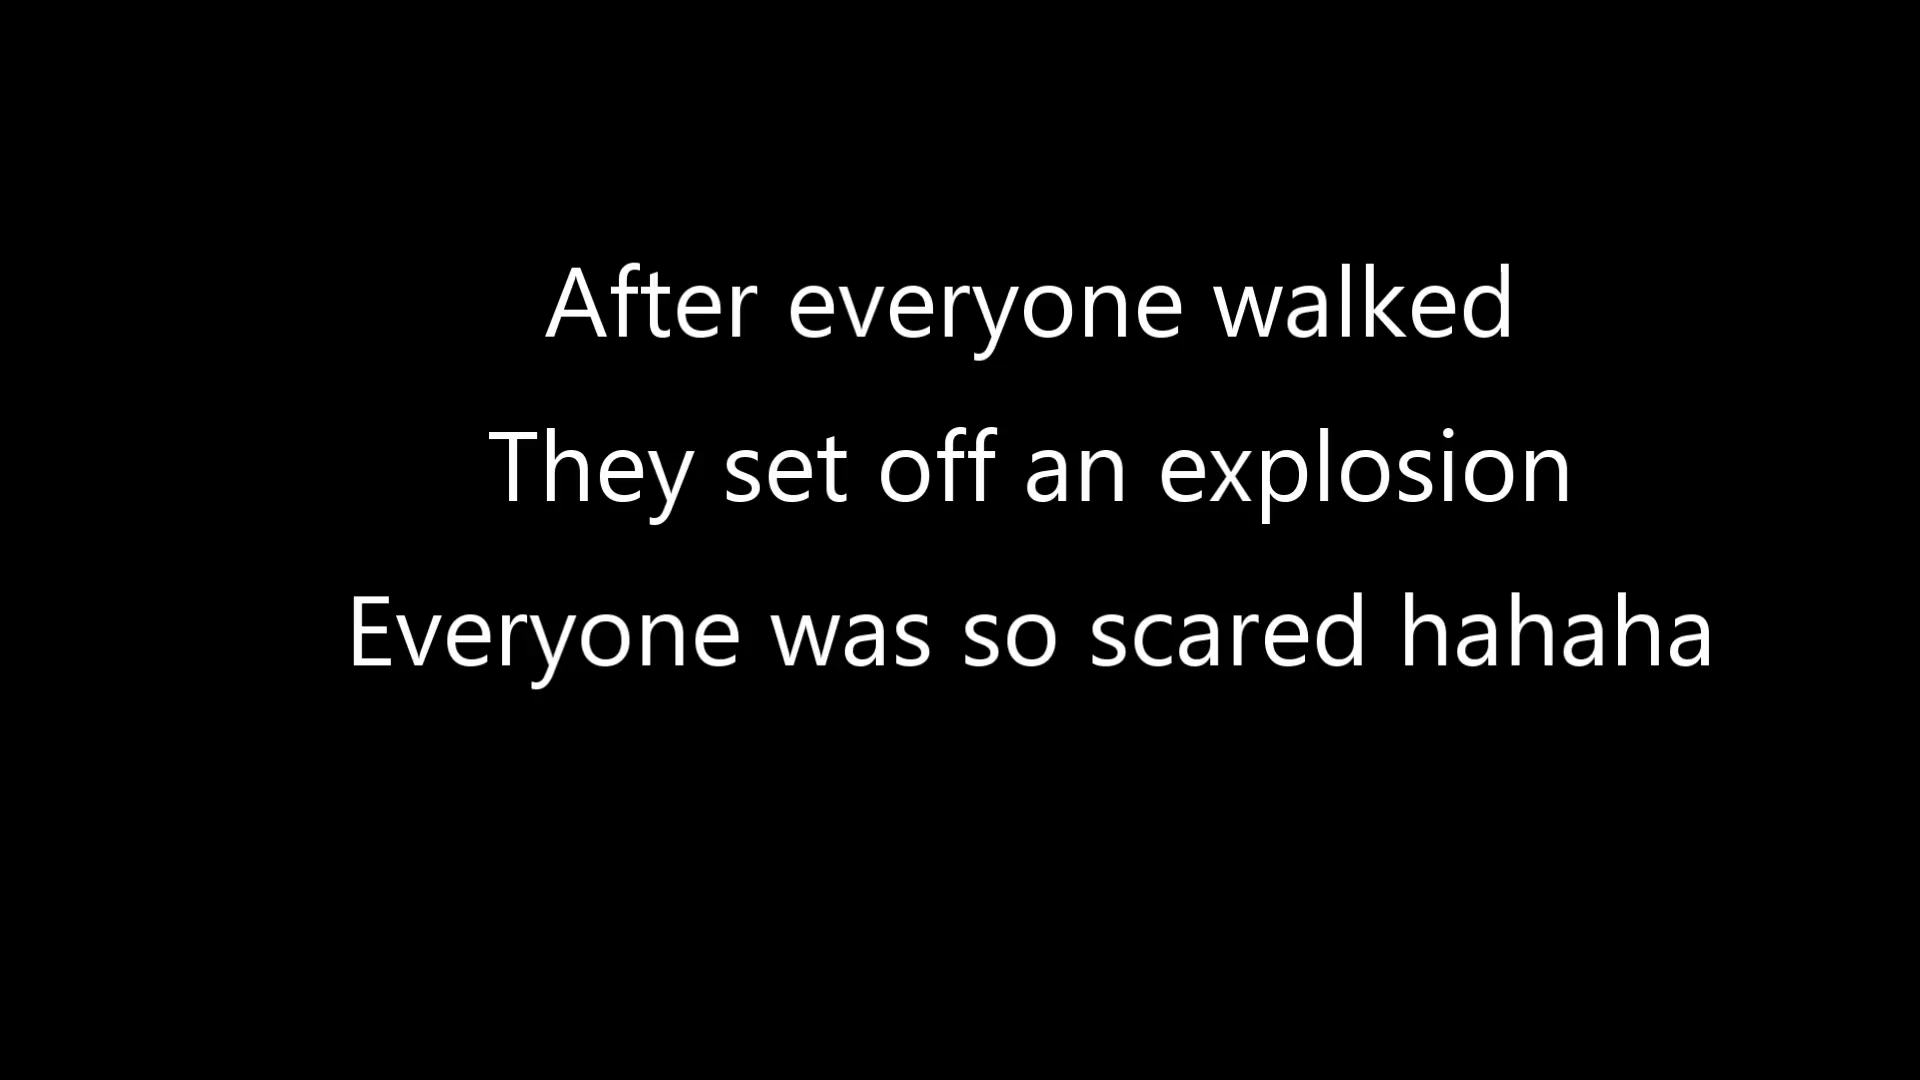 After everyone walked
They set off an explosion
Everyone was so scared hahaha